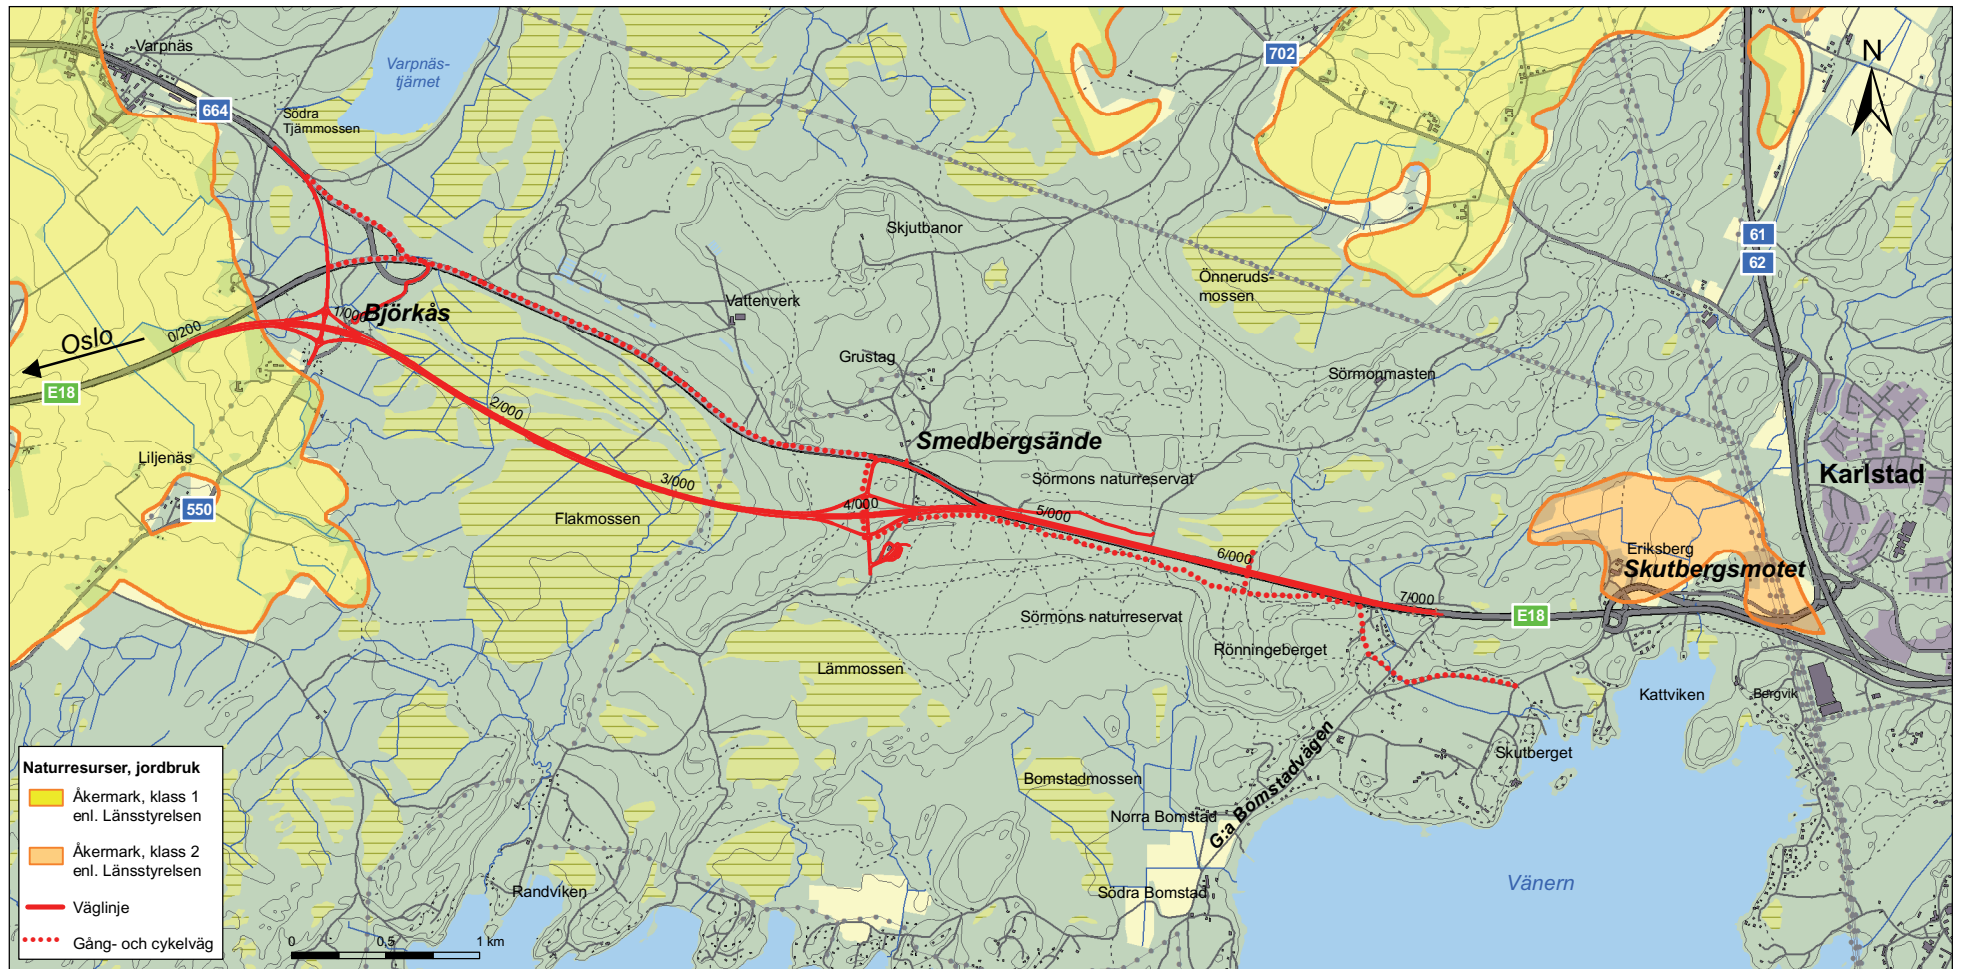 Varpnäs
Varpnäs-
tjärnet
702
N
664
Södra
Tjärnmossen
Skjutbanor
61
62
Önneruds-
mossen
Björkås
1/000
Vattenverk
0/200
Oslo
E18
Grustag
Sörmonmasten
2/000
Smedbergsände
Liljenäs
Karlstad
3/000
Sörmons naturreservat
550
4/000
5/000
Flakmossen
6/000
Eriksberg
Skutbergsmotet
7/000
E18
Sörmons naturreservat
Rönningeberget
Lämmossen
Kattviken
Bergvik
Skutberget
G:a Bomstadvägen
Bomstadmossen
Norra Bomstad
Vänern
Södra Bomstad
Randviken
Naturresurser, jordbruk
Åkermark, klass 1
enl. Länsstyrelsen
Åkermark, klass 2
enl. Länsstyrelsen
Väglinje
Gång- och cykelväg
0 0,5 1 km